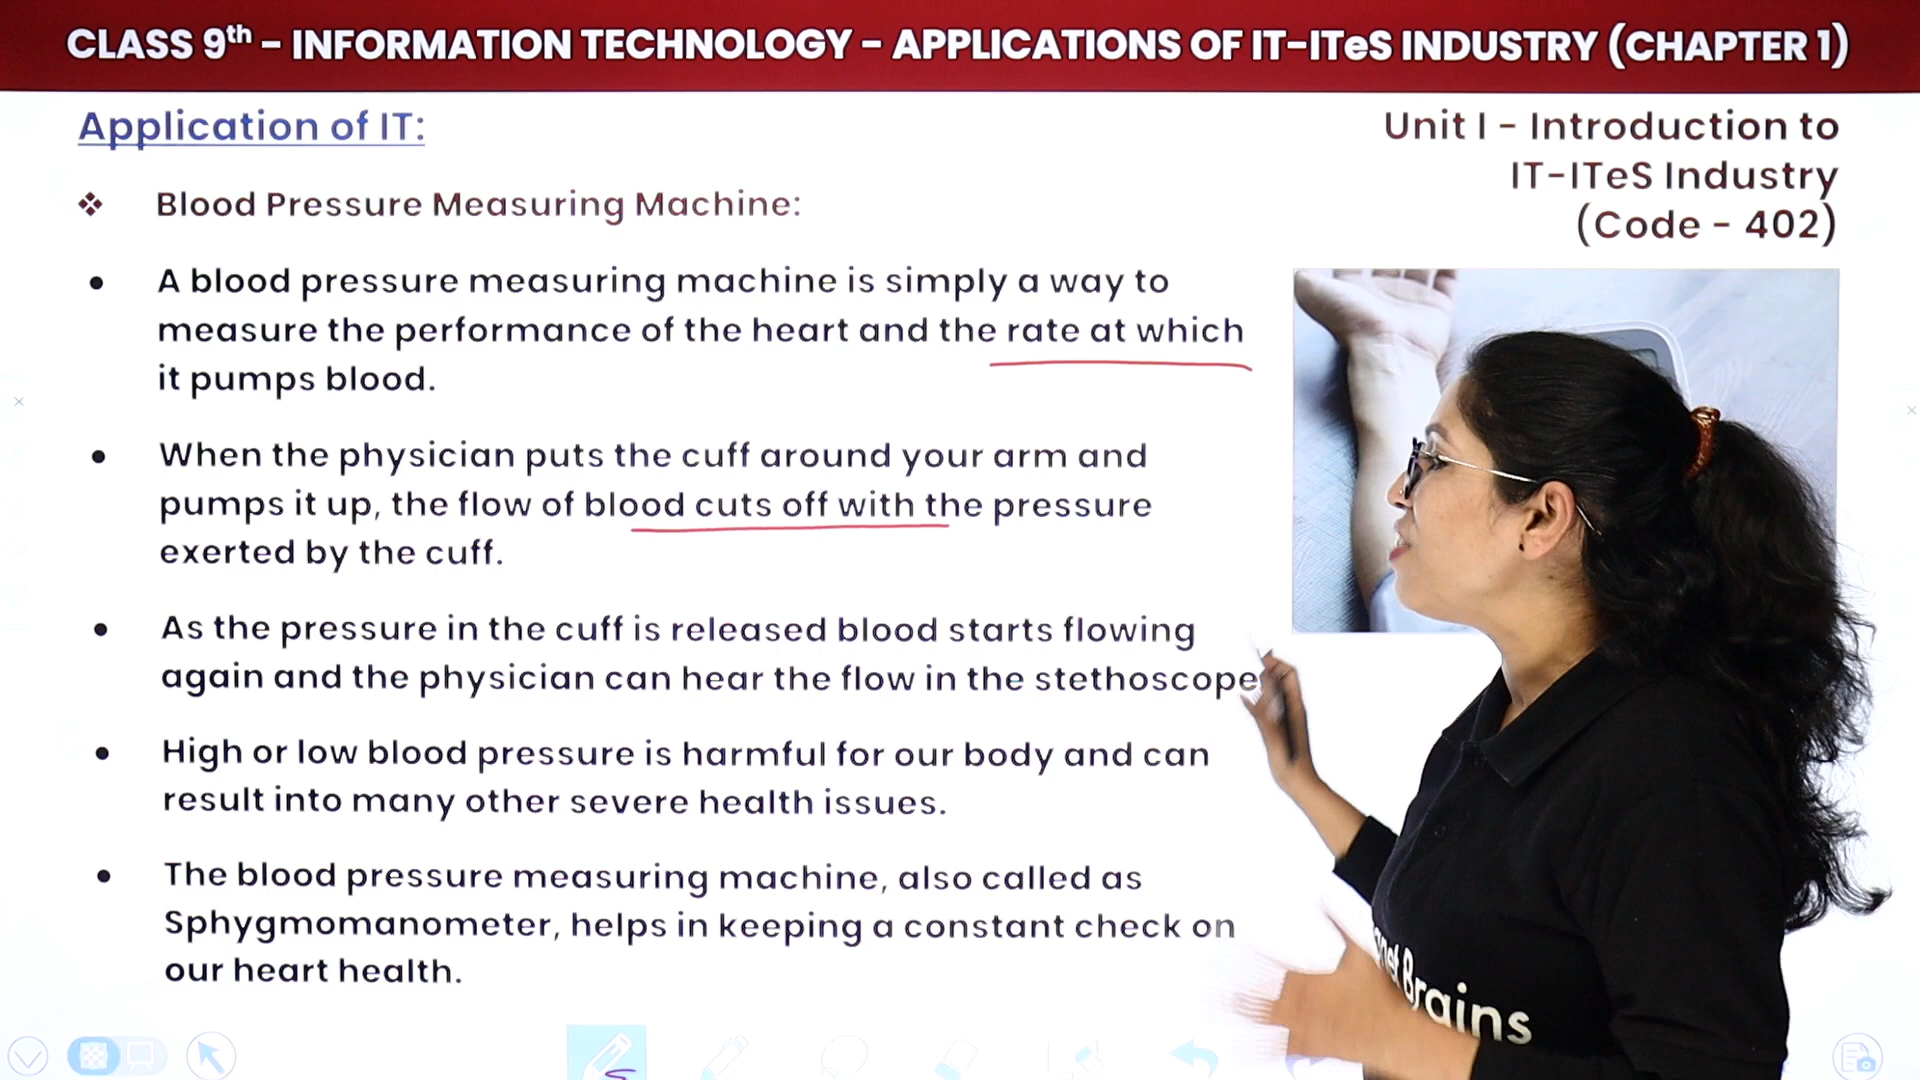 CLASS 9th – INFORMATION TECHNOLOGY – APPLICATIONS OF IT-ITeS INDUSTRY (CHAPTER 1)
Application of IT:
Unit I – Introduction to
IT-ITeS Industry
(Code - 402)
❖ Blood Pressure Measuring Machine:
• A blood pressure measuring machine is simply a way to
measure the performance of the heart and the rate at which
it pumps blood.
• When the physician puts the cuff around your arm and
pumps it up, the flow of blood cuts off with the pressure
exerted by the cuff.
• As the pressure in the cuff is released blood starts flowing
again and the physician can hear the flow in the stethoscope
• High or low blood pressure is harmful for our body and can
result into many other severe health issues.
• The blood pressure measuring machine, also called as
Sphygmomanometer, helps in keeping a constant check on
our heart health.
Brains